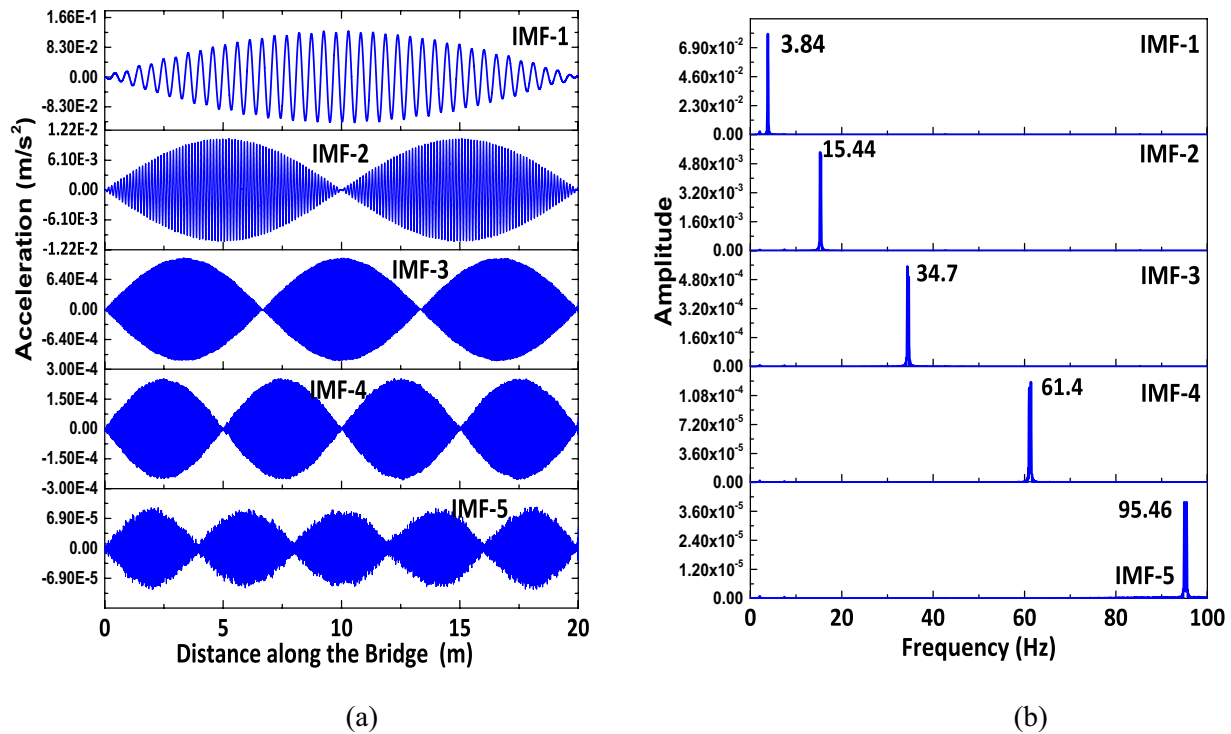 Acceleration (m/s²)
1.66E-1
8.30E-2
0.00
-8.30E-2
IMF-1
1.22E-2
6.10E-3
0.00
-6.10E-3
-1.22E-2
IMF-2
6.40E-4
0.00
-6.40E-4
IMF-3
3.00E-4
1.50E-4
0.00
-1.50E-4
-3.00E-4
IMF-4
6.90E-5
0.00
-6.90E-5
IMF-5
0 5 10 15 20
Distance along the Bridge (m)
(a)
Amplitude
6.90x10⁻²
4.60x10⁻²
2.30x10⁻²
0.00
3.84
IMF-1
4.80x10⁻³
3.20x10⁻³
1.60x10⁻³
0.00
15.44
IMF-2
4.80x10⁻⁴
3.20x10⁻⁴
1.60x10⁻⁴
0.00
34.7
IMF-3
1.08x10⁻⁴
7.20x10⁻⁵
3.60x10⁻⁵
0.00
61.4
IMF-4
3.60x10⁻⁵
2.40x10⁻⁵
1.20x10⁻⁵
0.00
95.46
IMF-5
0 20 40 60 80 100
Frequency (Hz)
(b)